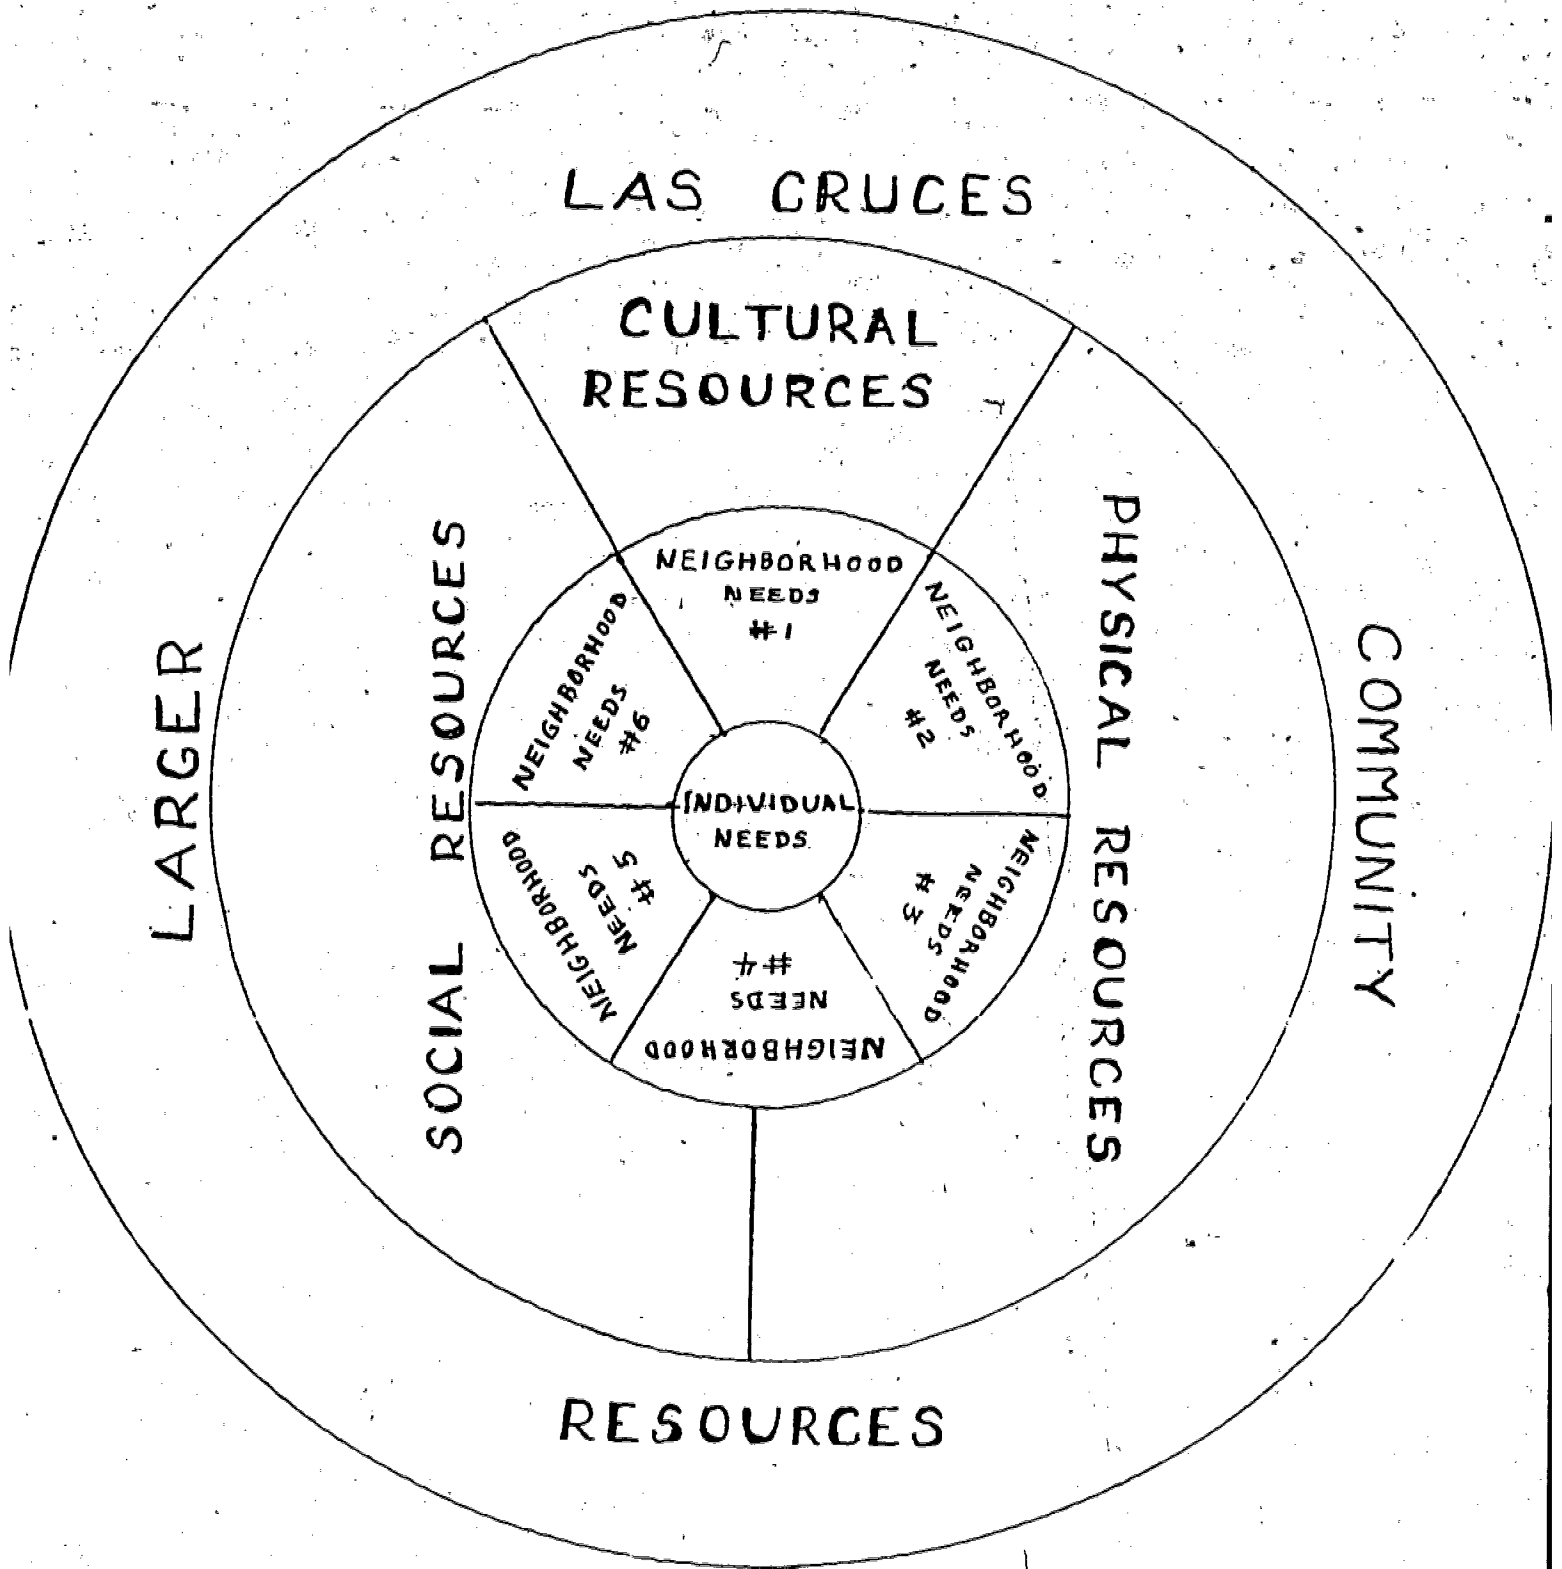 LAS CRUCES
LARGER
COMMUNITY
RESOURCES
CULTURAL
RESOURCES
PHYSICAL RESOURCES
SOCIAL RESOURCES
NEIGHBORHOOD
NEEDS
#1
NEIGHBORHOOD
NEEDS
#2
NEIGHBORHOOD
NEEDS
#3
NEIGHBORHOOD
NEEDS
#4
NEIGHBORHOOD
NEEDS
#5
NEIGHBORHOOD
NEEDS
#6
INDIVIDUAL
NEEDS